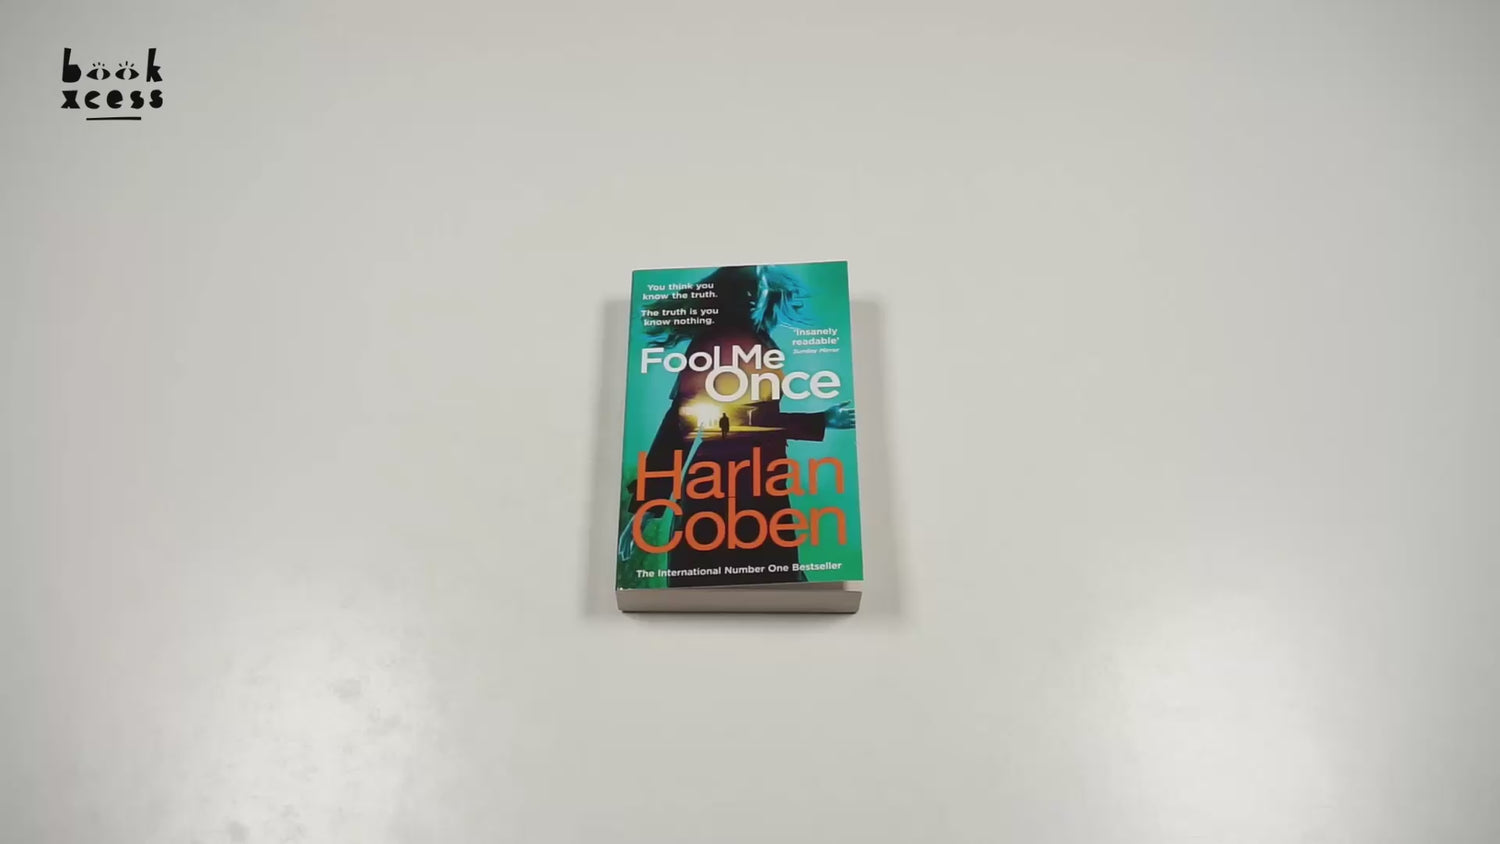 book
xcess
You think you
know the truth.
The truth is you
know nothing.
'Insanely
readable'
Sunday Mirror
Fool Me
Once
Harlan
Coben
The International Number One Bestseller